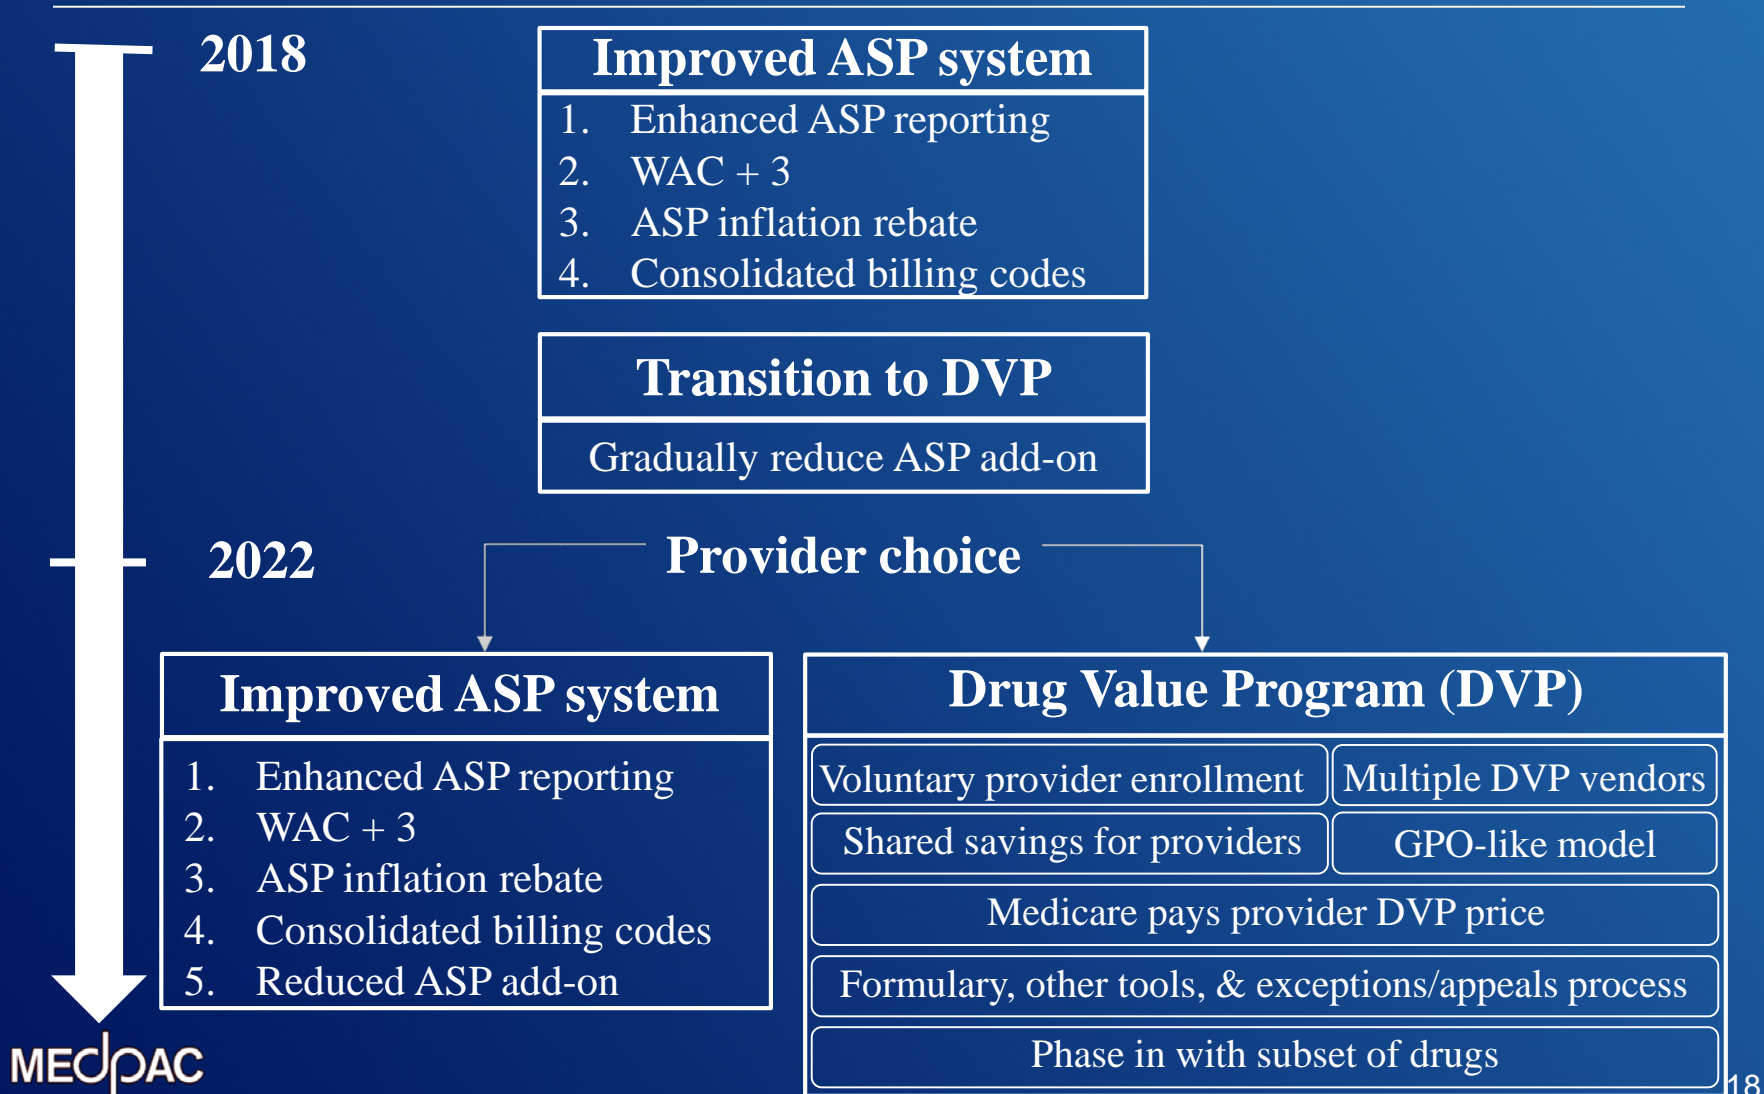 2018
Improved ASP system
1. Enhanced ASP reporting
2. WAC + 3
3. ASP inflation rebate
4. Consolidated billing codes
Transition to DVP
Gradually reduce ASP add-on
2022
Provider choice
Improved ASP system
1. Enhanced ASP reporting
2. WAC + 3
3. ASP inflation rebate
4. Consolidated billing codes
5. Reduced ASP add-on
Drug Value Program (DVP)
Voluntary provider enrollment
Multiple DVP vendors
Shared savings for providers
GPO-like model
Medicare pays provider DVP price
Formulary, other tools, & exceptions/appeals process
Phase in with subset of drugs
MEdpAC
18